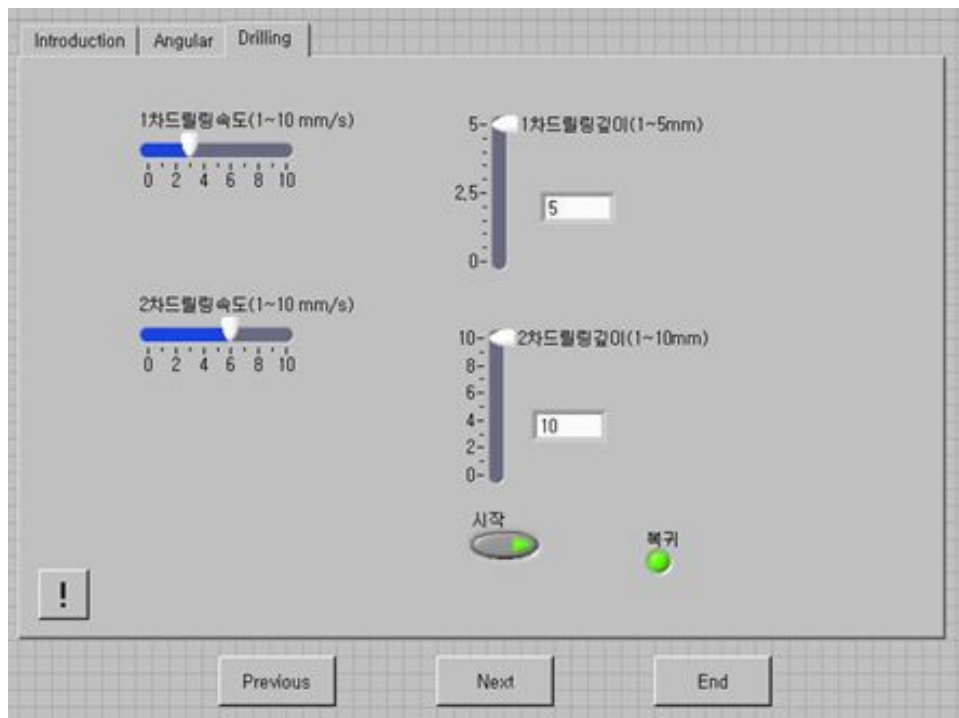 Introduction Angular Drilling
1차드릴링속도(1~10 mm/s)
0 2 4 6 8 10
5- 1차드릴링깊이(1~5mm)
2,5-
5
0-
2차드릴링속도(1~10 mm/s)
0 2 4 6 8 10
10- 2차드릴링깊이(1~10mm)
8-
6-
4-
10
2-
0-
시작
복귀
!
Previous Next End